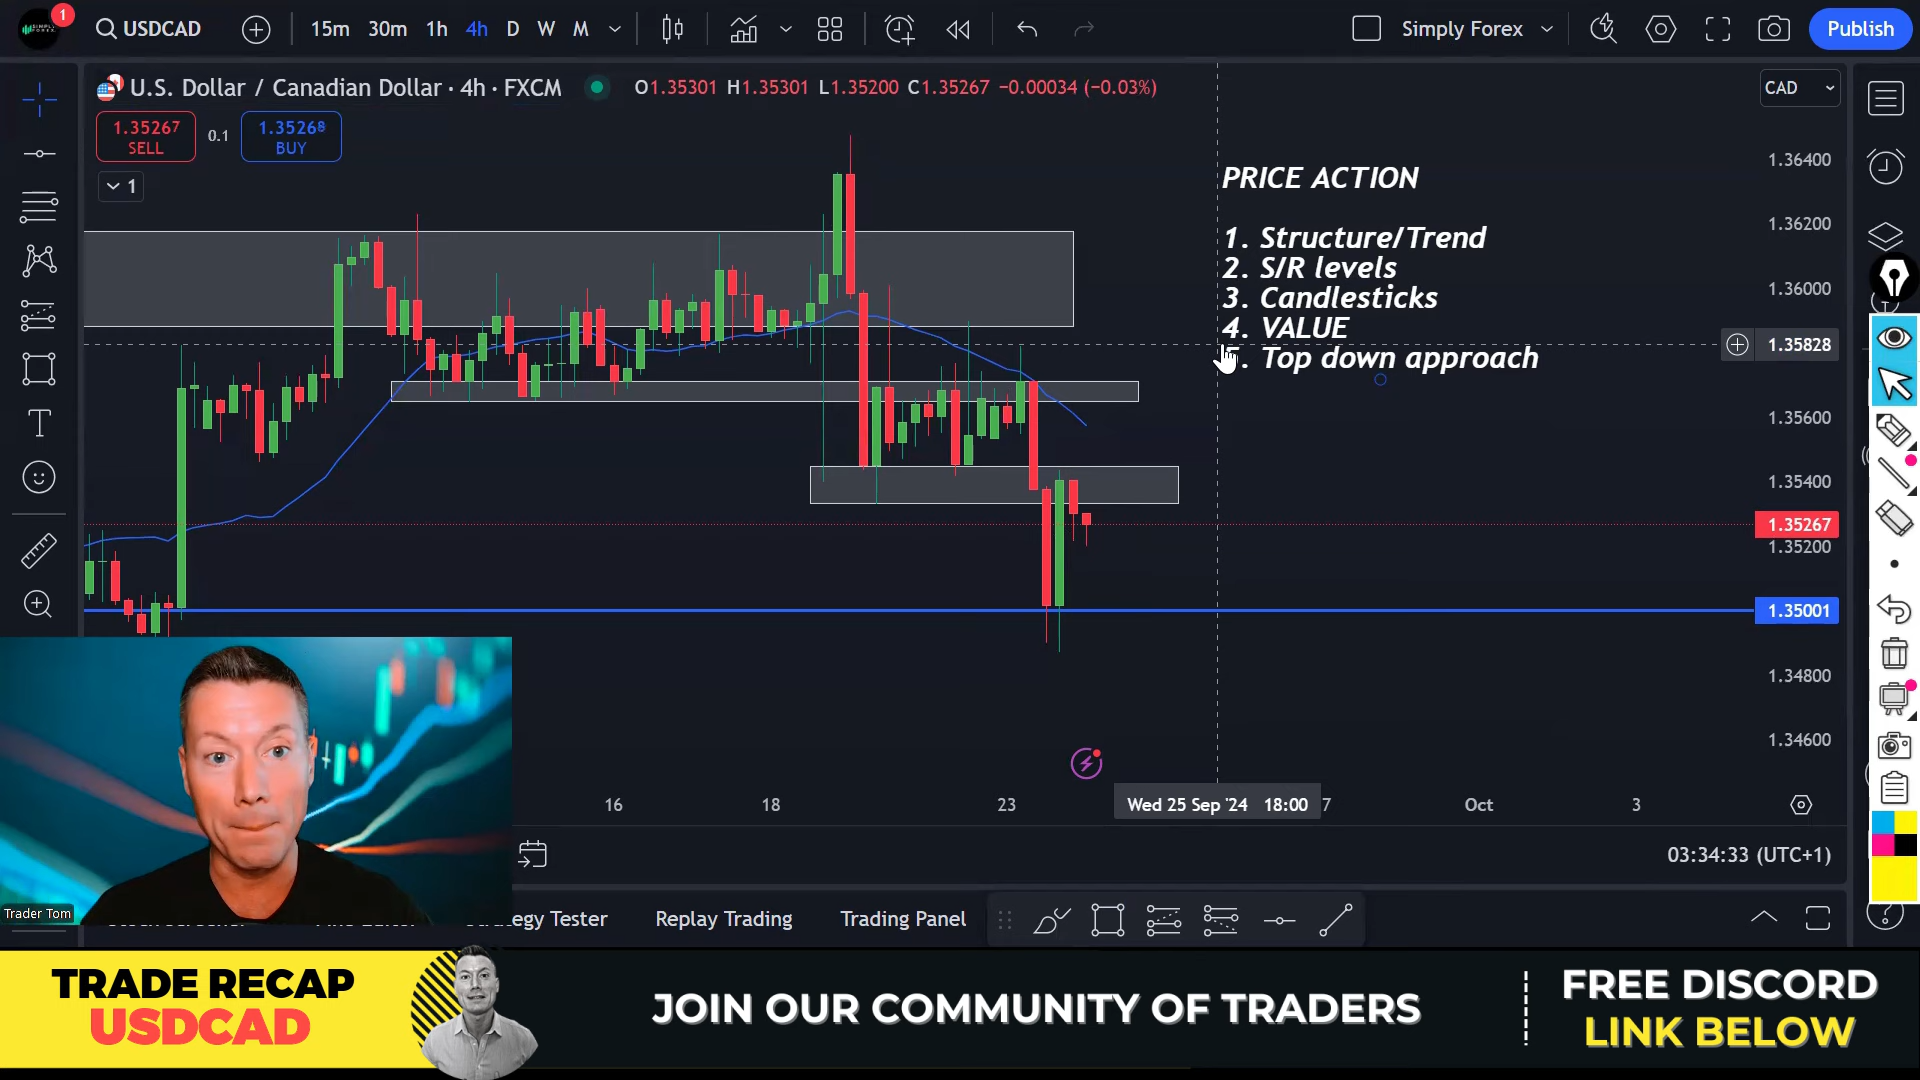 1
USDCAD
15m 30m 1h 4h D W M
Simply Forex
Publish
U.S. Dollar / Canadian Dollar · 4h · FXCM
O1.35301 H1.35301 L1.35200 C1.35267 −0.00034 (−0.03%)
CAD
1.35267
SELL
0.1
1.35268
BUY
1
PRICE ACTION
1. Structure/Trend
2. S/R levels
3. Candlesticks
4. VALUE
. Top down approach
1.36400
1.36200
1.36000
1.35828
1.35600
1.35400
1.35267
1.35200
1.35001
1.34800
1.34600
16 18 23 Wed 25 Sep '24 18:00 7 Oct 3
03:34:33 (UTC+1)
Trader Tom
egy Tester Replay Trading Trading Panel
TRADE RECAP
USDCAD
JOIN OUR COMMUNITY OF TRADERS
FREE DISCORD
LINK BELOW